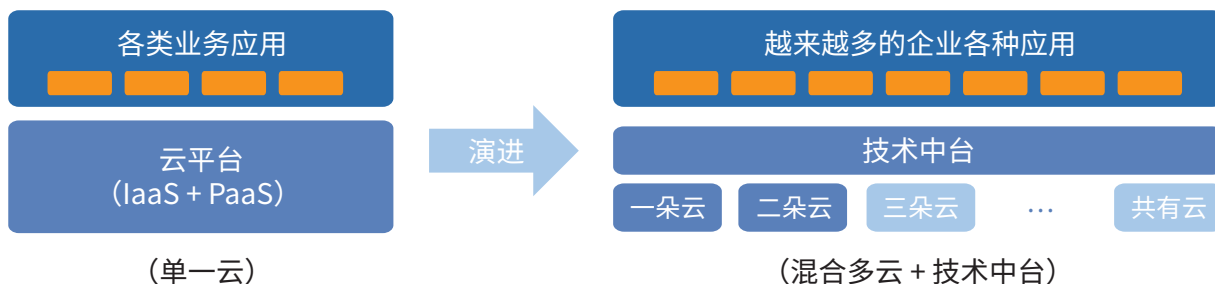 各类业务应用
云平台
（IaaS + PaaS）
（单一云）
演进
越来越多的企业各种应用
技术中台
一朵云
二朵云
三朵云
…
共有云
（混合多云 + 技术中台）